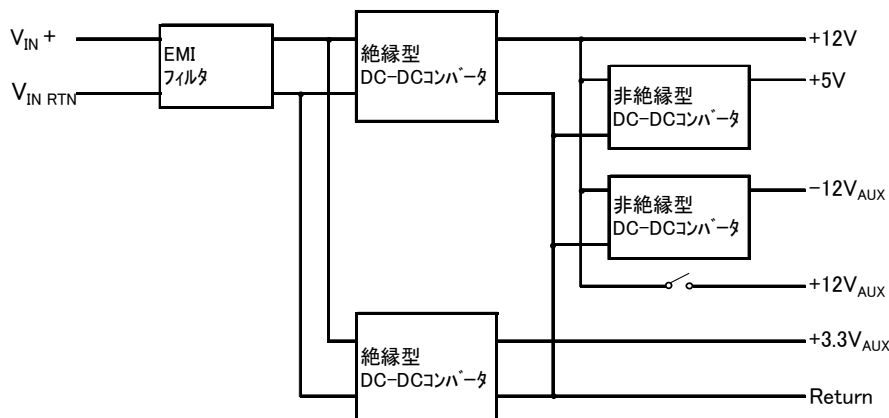 V_IN +
V_IN RTN
EMI
フィルタ
絶縁型
DC-DCコンバータ
+12V
+5V
非絶縁型
DC-DCコンバータ
非絶縁型
DC-DCコンバータ
-12V_AUX
+12V_AUX
絶縁型
DC-DCコンバータ
+3.3V_AUX
Return